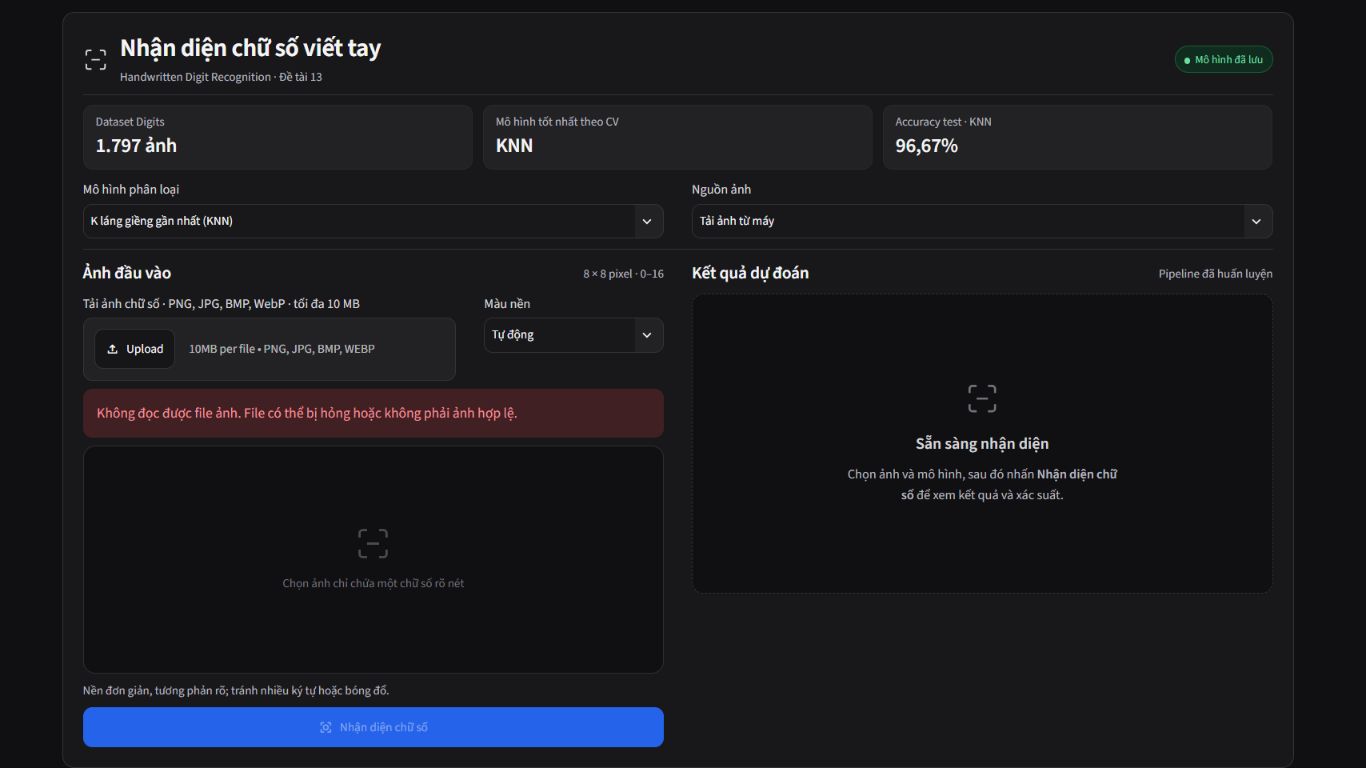 Nhận diện chữ số viết tay
Handwritten Digit Recognition · Đề tài 13
Mô hình đã lưu
Dataset Digits
1.797 ảnh
Mô hình tốt nhất theo CV
KNN
Accuracy test · KNN
96,67%
Mô hình phân loại
K láng giềng gần nhất (KNN)
Nguồn ảnh
Tải ảnh từ máy
Ảnh đầu vào
8 × 8 pixel · 0–16
Tải ảnh chữ số · PNG, JPG, BMP, WebP · tối đa 10 MB
Upload
10MB per file • PNG, JPG, BMP, WEBP
Màu nền
Tự động
Không đọc được file ảnh. File có thể bị hỏng hoặc không phải ảnh hợp lệ.
Chọn ảnh chỉ chứa một chữ số rõ nét
Nền đơn giản, tương phản rõ; tránh nhiều ký tự hoặc bóng đổ.
Nhận diện chữ số
Kết quả dự đoán
Pipeline đã huấn luyện
Sẵn sàng nhận diện
Chọn ảnh và mô hình, sau đó nhấn Nhận diện chữ
số để xem kết quả và xác suất.